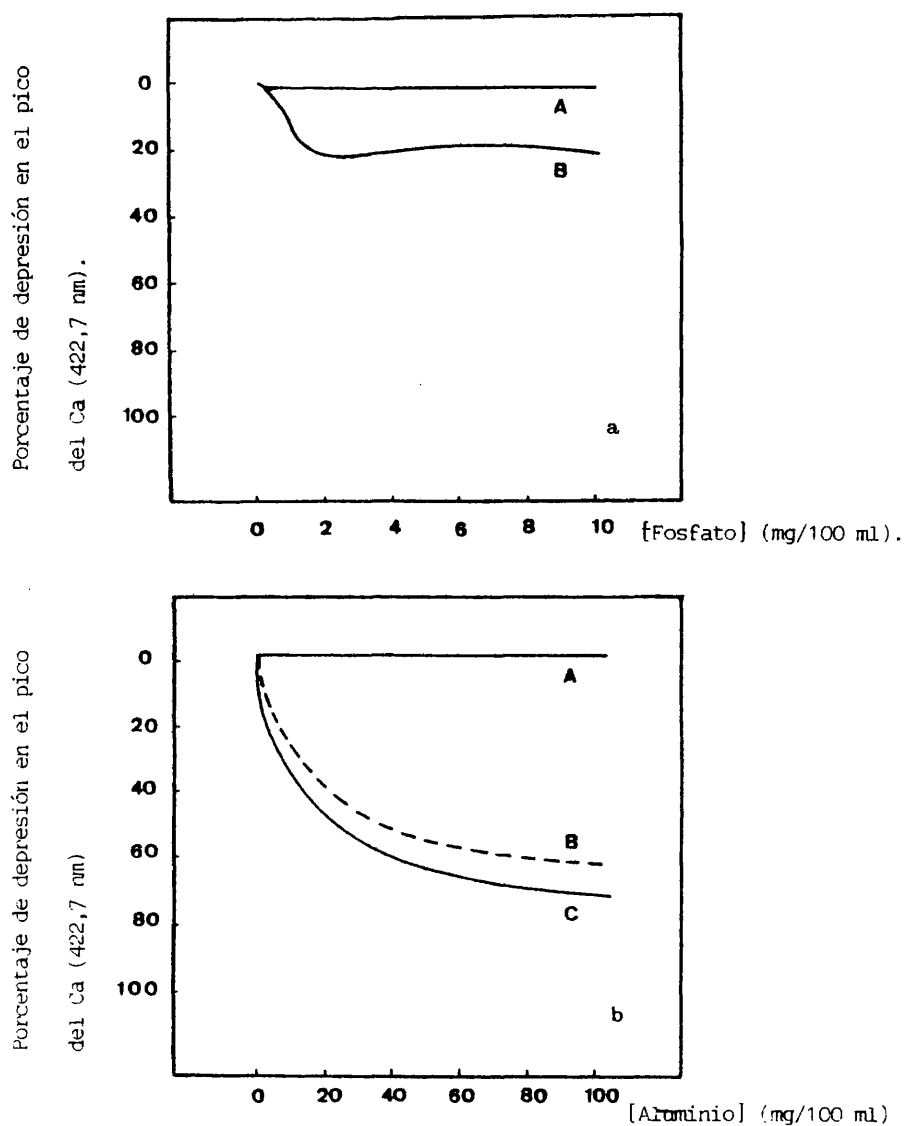 Porcentaje de depresión en el pico
del Ca (422,7 nm).
0
20
40
60
80
100
A
B
a
0 2 4 6 8 10
[Fosfato] (mg/100 ml).
Porcentaje de depresión en el pico
del Ca (422,7 nm)
0
20
40
60
80
100
A
B
C
b
0 20 40 60 80 100
[Aluminio] (mg/100 ml)